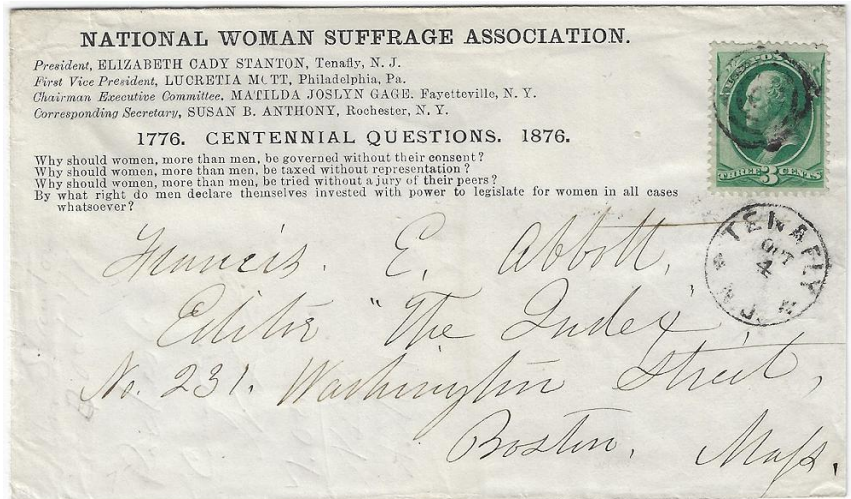 NATIONAL WOMAN SUFFRAGE ASSOCIATION.
President, ELIZABETH CADY STANTON, Tenafly, N. J.
First Vice President, LUCRETIA MOTT, Philadelphia, Pa.
Chairman Executive Committee, MATILDA JOSLYN GAGE, Fayetteville, N. Y.
Corresponding Secretary, SUSAN B. ANTHONY, Rochester, N. Y.
1776. CENTENNIAL QUESTIONS. 1876.
Why should women, more than men, be governed without their consent?
Why should women, more than men, be taxed without representation?
Why should women, more than men, be tried without a jury of their peers?
By what right do men declare themselves invested with power to legislate for women in all cases
whatsoever?
THREE 3 CENTS
TENAFLY
OCT
4
N.J.
Francis. E. Abbott,
Editor "The Index"
No. 231. Washington Street,
Boston. Mass.